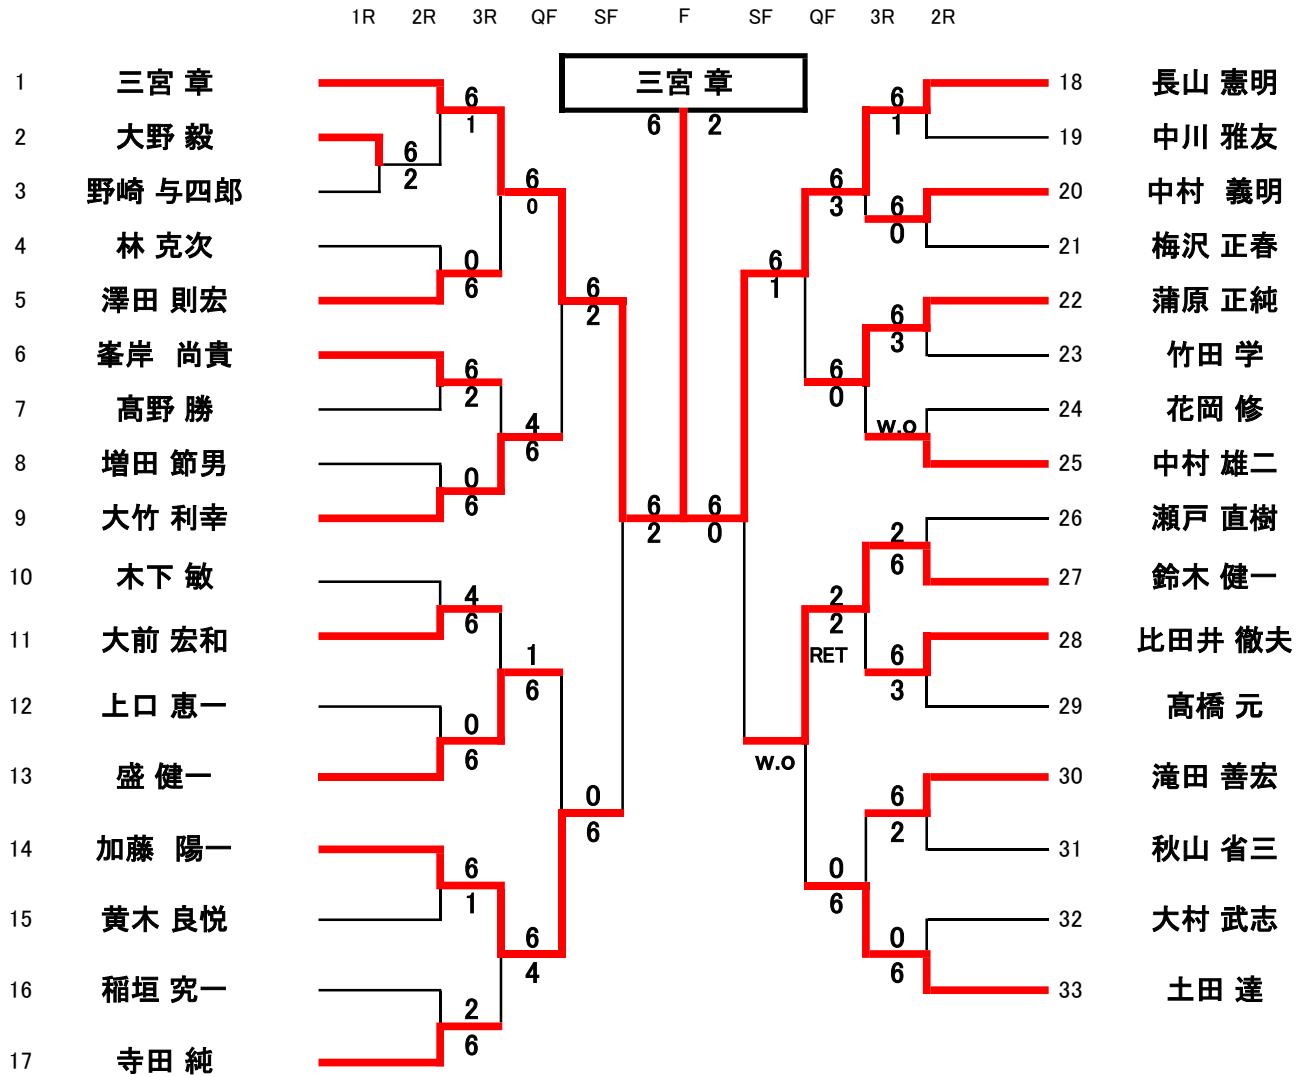 1R 2R 3R QF SF F SF QF 3R 2R
三宮 章
1 三宮 章 6 1 6 1 18 長山 憲明
6 2
2 大野 毅 6 2 19 中川 雅友
3 野崎 与四郎 6 0 6 3 6 0 20 中村 義明
4 林 克次 0 6 6 1 21 梅沢 正春
5 澤田 則宏 6 2 6 3 22 蒲原 正純
6 峯岸 尚貴 6 2 6 0 23 竹田 学
7 髙野 勝 4 6 w.o 24 花岡 修
8 増田 節男 0 6 25 中村 雄二
9 大竹 利幸 6 2 6 0 2 6 26 瀬戸 直樹
10 木下 敏 4 6 2 2 27 鈴木 健一
11 大前 宏和 1 6 RET 6 3 28 比田井 徹夫
12 上口 恵一 0 6 29 髙橋 元
13 盛 健一 0 6 w.o 6 2 30 滝田 善宏
14 加藤 陽一 6 1 0 6 31 秋山 省三
15 黄木 良悦 6 4 0 6 32 大村 武志
16 稲垣 究一 2 6 33 土田 達
17 寺田 純